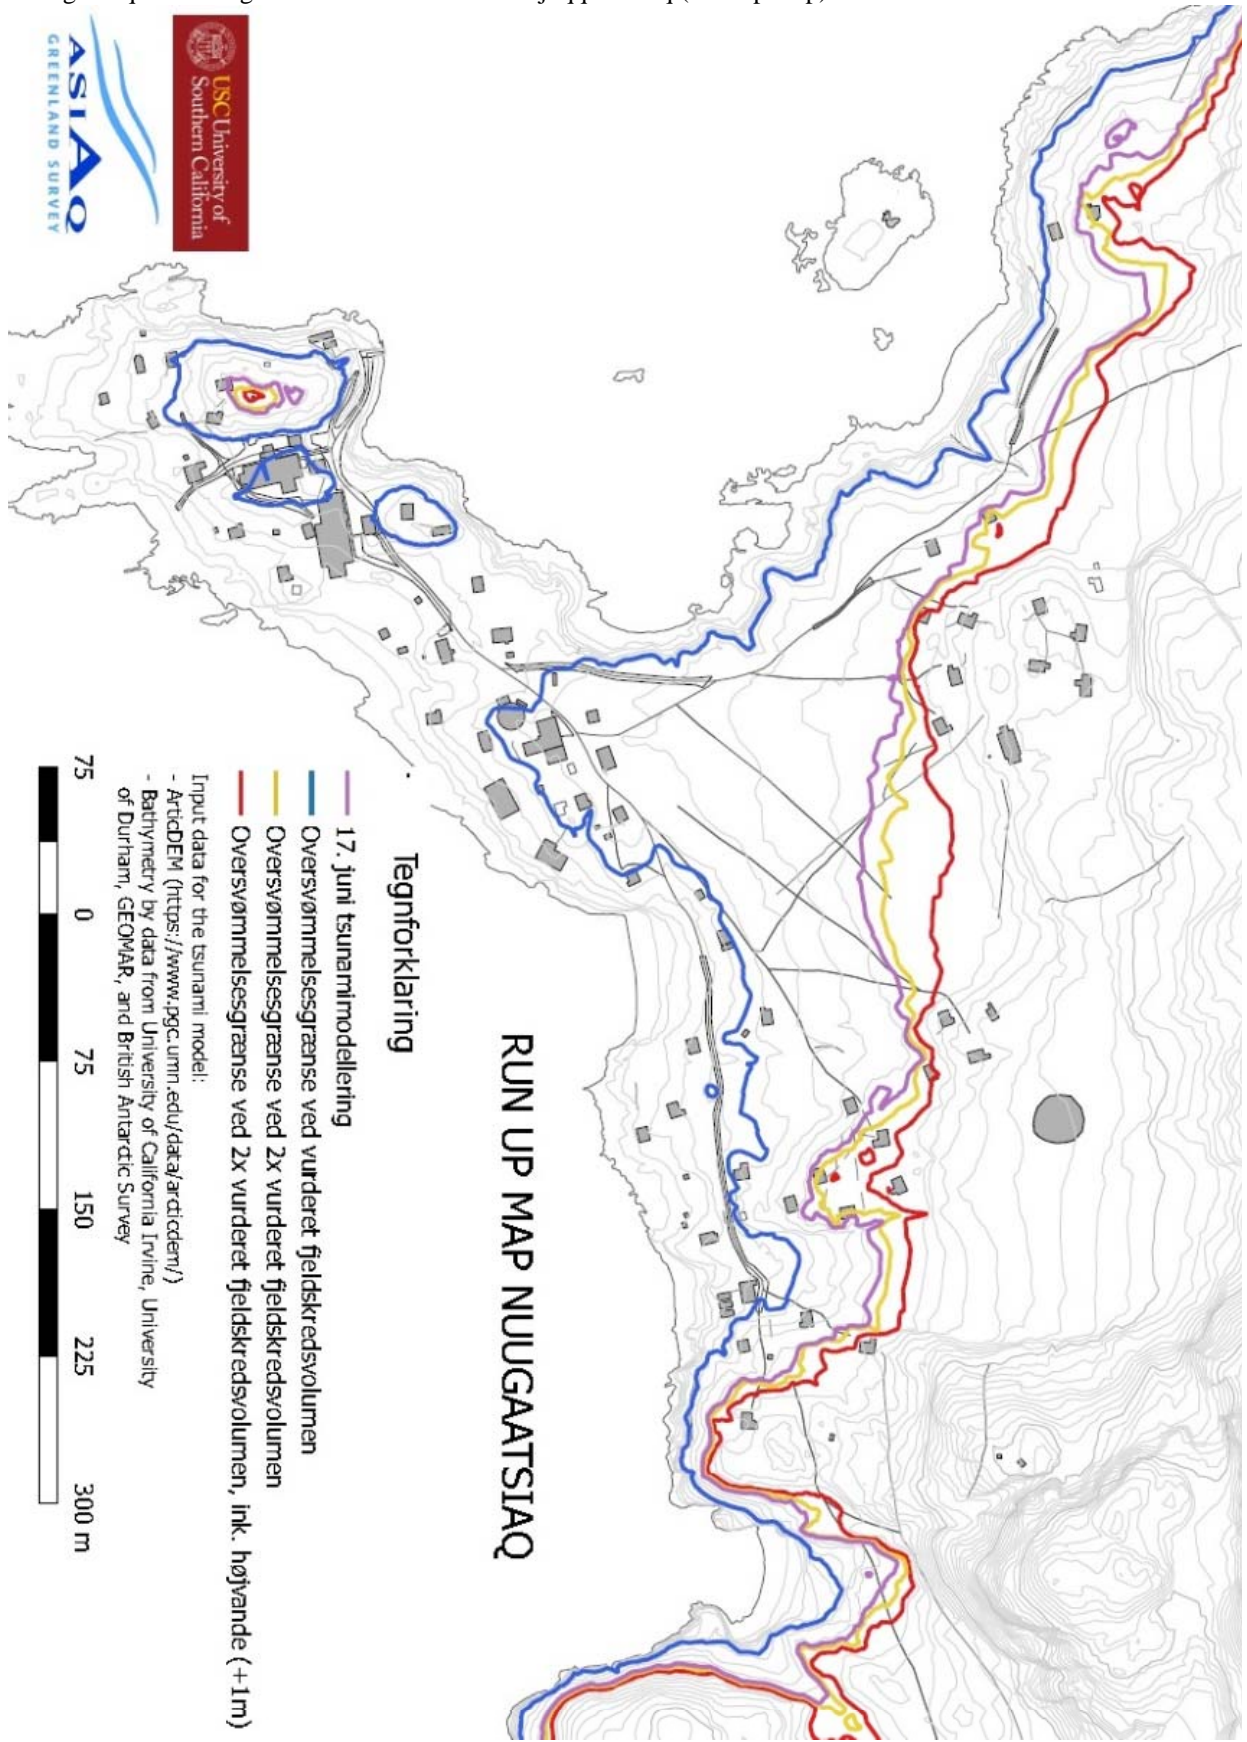 RUN UP MAP NUUGAATSIAQ
Tegnforklaring
17. juni tsunamimodellering
Oversvømmelsesgrænse ved vurderet fjeldskredsvolumen
Oversvømmelsesgrænse ved 2x vurderet fjeldskredsvolumen
Oversvømmelsesgrænse ved 2x vurderet fjeldskredsvolumen, ink. højvande (+1m)
Input data for the tsunami model:
- ArticDEM (https://www.pgc.umn.edu/data/arcticdem/)
- Bathymetry by data from University of California Irvine, University
of Durham, GEOMAR, and British Antarctic Survey
75 0 75 150 225 300 m
USC University of
Southern California
ASIAQ
GREENLAND SURVEY